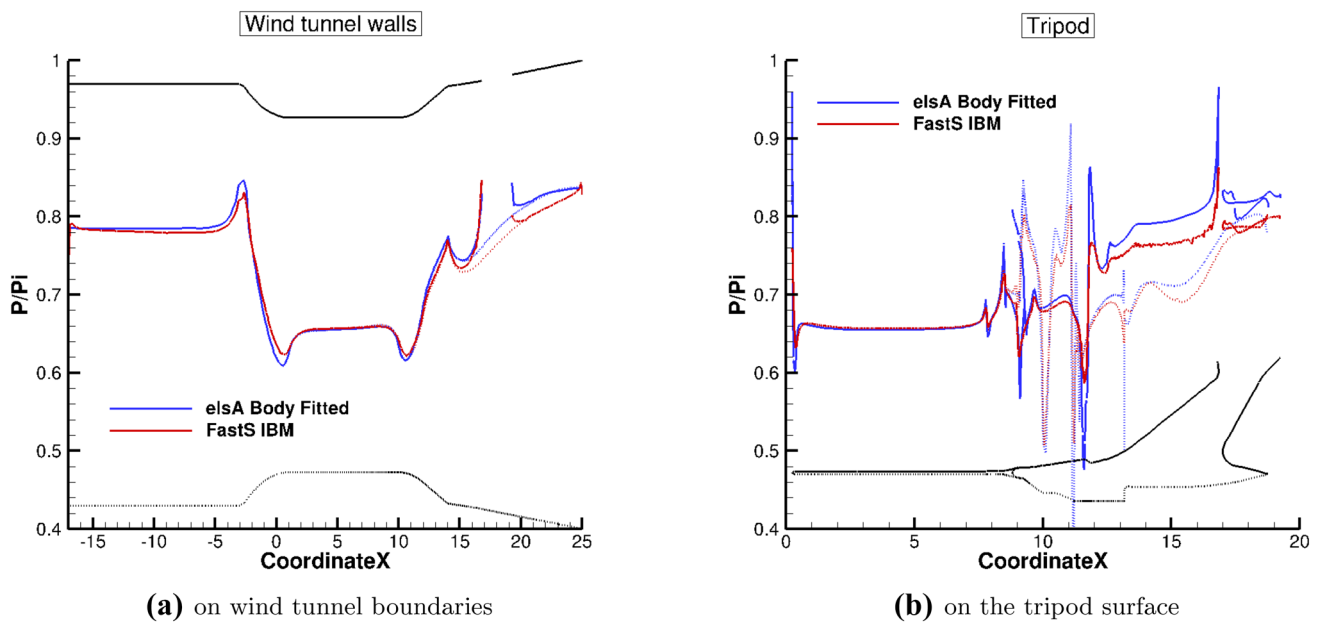 Wind tunnel walls
1
0.9
0.8
0.7
0.6
0.5
0.4
P/Pi
elsA Body Fitted
FastS IBM
-15 -10 -5 0 5 10 15 20 25
CoordinateX
(a) on wind tunnel boundaries
Tripod
1
0.9
0.8
0.7
0.6
0.5
0.4
P/Pi
elsA Body Fitted
FastS IBM
0 5 10 15 20
CoordinateX
(b) on the tripod surface